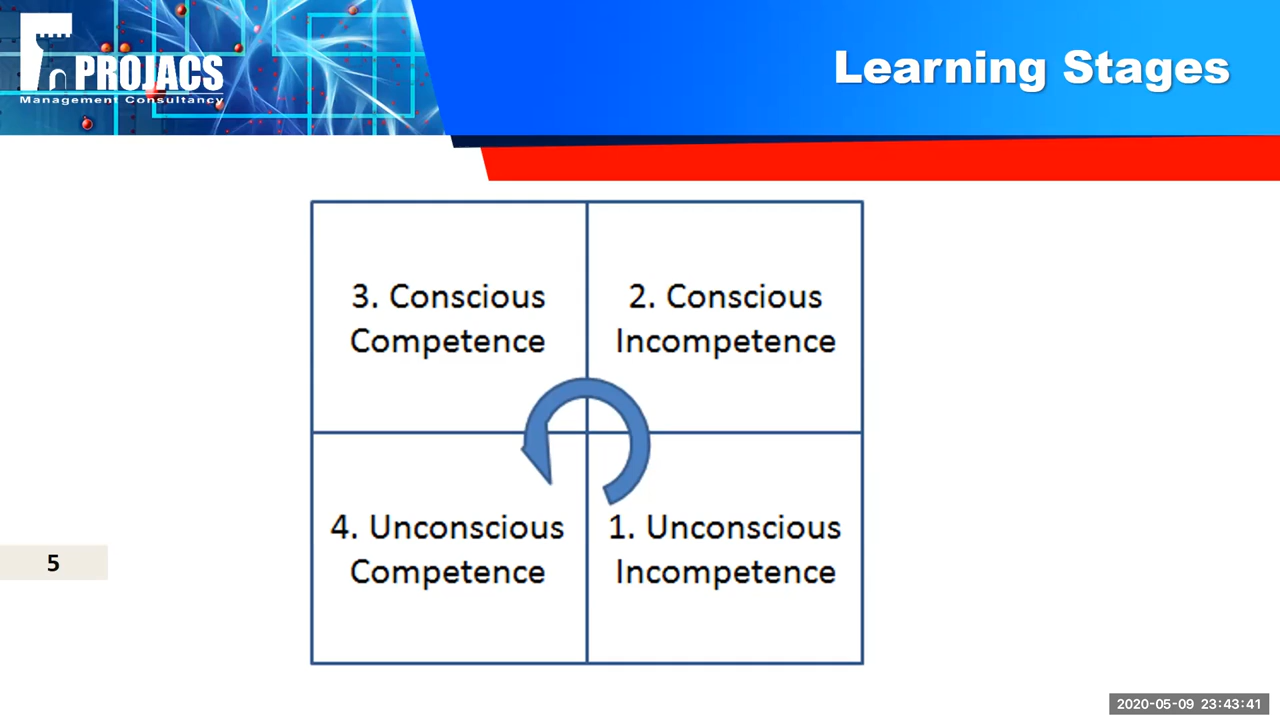 PROJACS
Management Consultancy
Learning Stages
3. Conscious
Competence
2. Conscious
Incompetence
4. Unconscious
Competence
1. Unconscious
Incompetence
5
2020-05-09 23:43:41